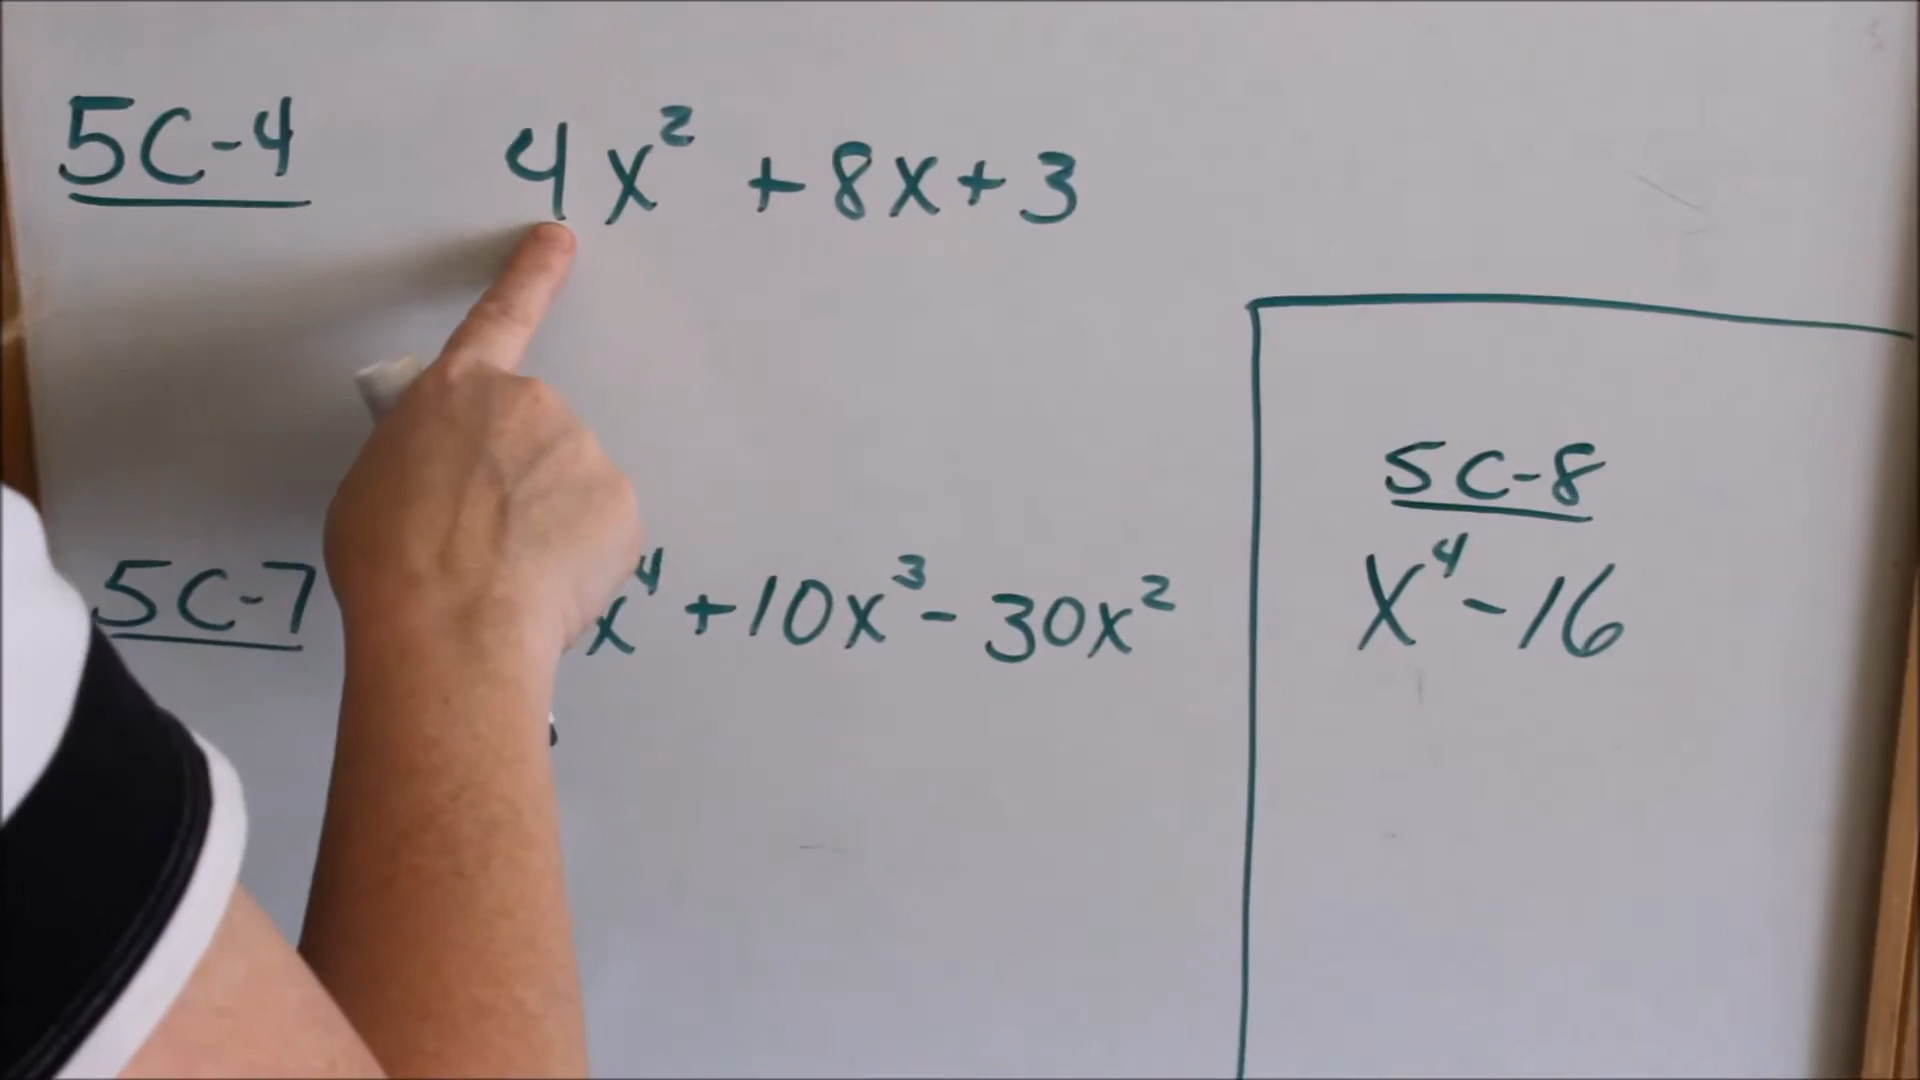 5C-4 4x² + 8x + 3
5C-7 x⁴ + 10x³ - 30x²
5C-8
x⁴ - 16